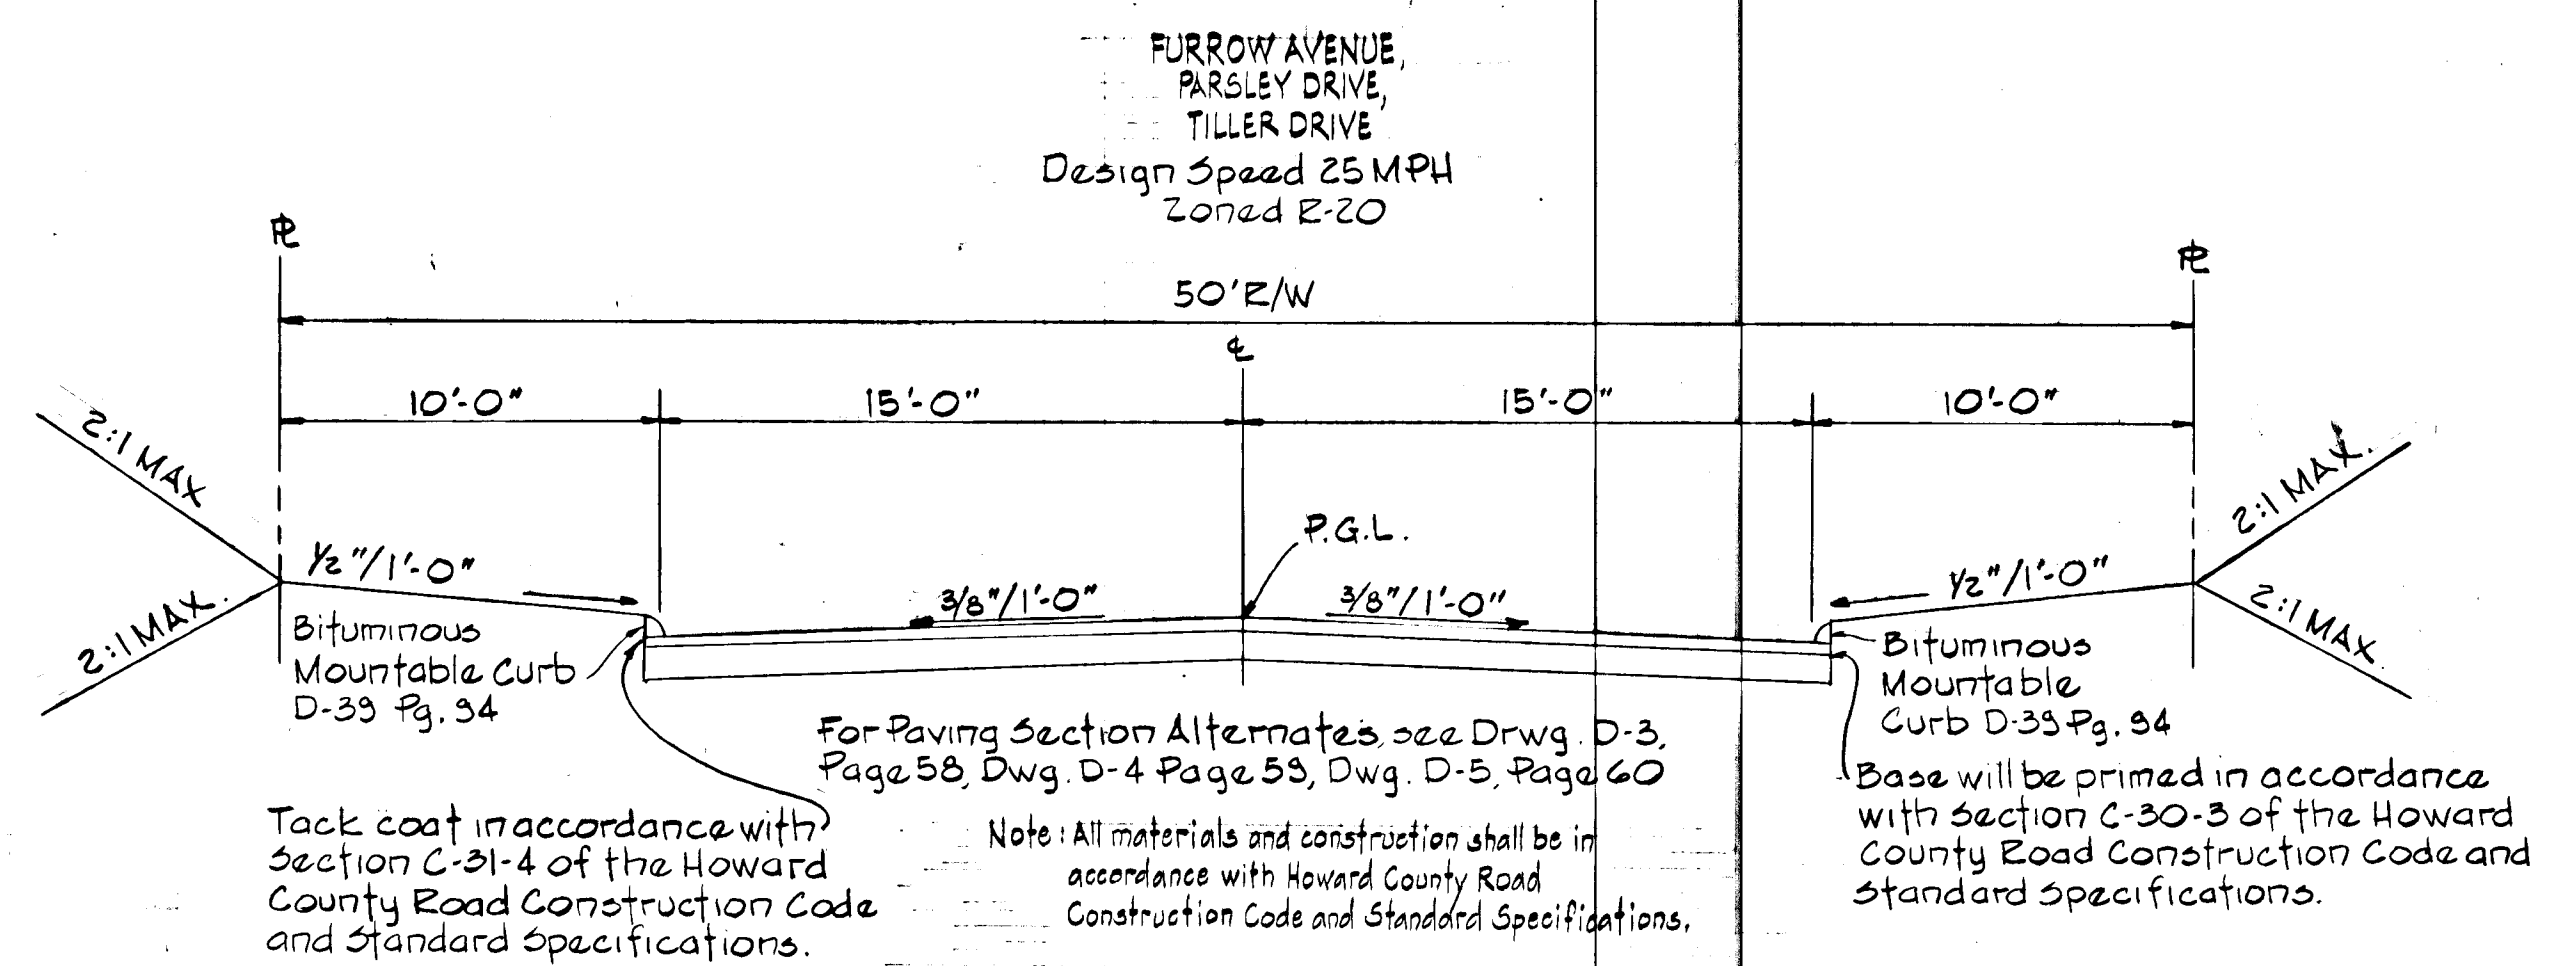 FURROW AVENUE,
PARSLEY DRIVE,
TILLER DRIVE
Design Speed 25 MPH
Zoned R-20
PL
PL
50' R/W
CL
10'-0"
15'-0"
15'-0"
10'-0"
2:1 MAX
2:1 MAX.
2:1 MAX.
2:1 MAX.
P.G.L.
1/2"/1'-0"
3/8"/1'-0"
3/8"/1'-0"
1/2"/1'-0"
Bituminous
Mountable Curb
D-39 Pg. 94
Bituminous
Mountable
Curb D-39 Pg. 94
For Paving Section Alternates, see Drwg. D-3,
Page 58, Dwg. D-4 Page 59, Dwg. D-5, Page 60
Tack coat in accordance with
Section C-31-4 of the Howard
County Road Construction Code
and Standard Specifications.
Note: All materials and construction shall be in
accordance with Howard County Road
Construction Code and Standard Specifications.
Base will be primed in accordance
with Section C-30-3 of the Howard
County Road Construction Code and
Standard Specifications.